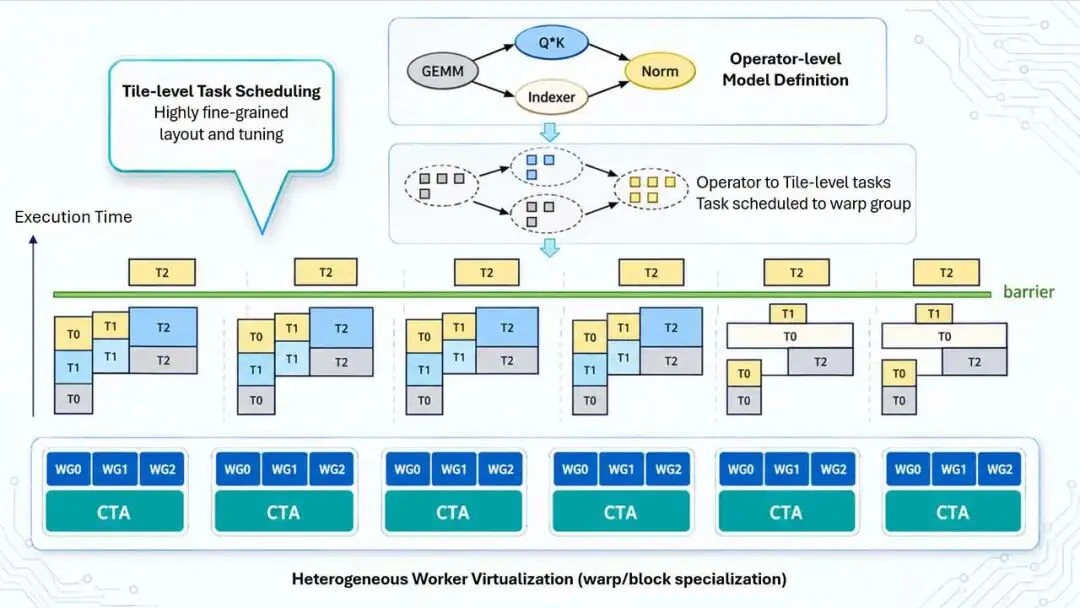 Q*K
GEMM
Norm
Indexer
Operator-level
Model Definition
Tile-level Task Scheduling
Highly fine-grained
layout and tuning
Operator to Tile-level tasks
Task scheduled to warp group
Execution Time
T2 T2 T2 T2 T2 T2
barrier
T0 T1 T2 T0 T1 T2 T0 T1 T2 T0 T1 T2 T1 T1
T1 T1 T2 T1 T1 T2 T1 T1 T2 T1 T1 T2 T0 T0
T2 T2
T0 T0
T0 T0 T0 T0 T0 T0
WG0 WG1 WG2 WG0 WG1 WG2 WG0 WG1 WG2 WG0 WG1 WG2 WG0 WG1 WG2 WG0 WG1 WG2
CTA CTA CTA CTA CTA CTA
Heterogeneous Worker Virtualization (warp/block specialization)